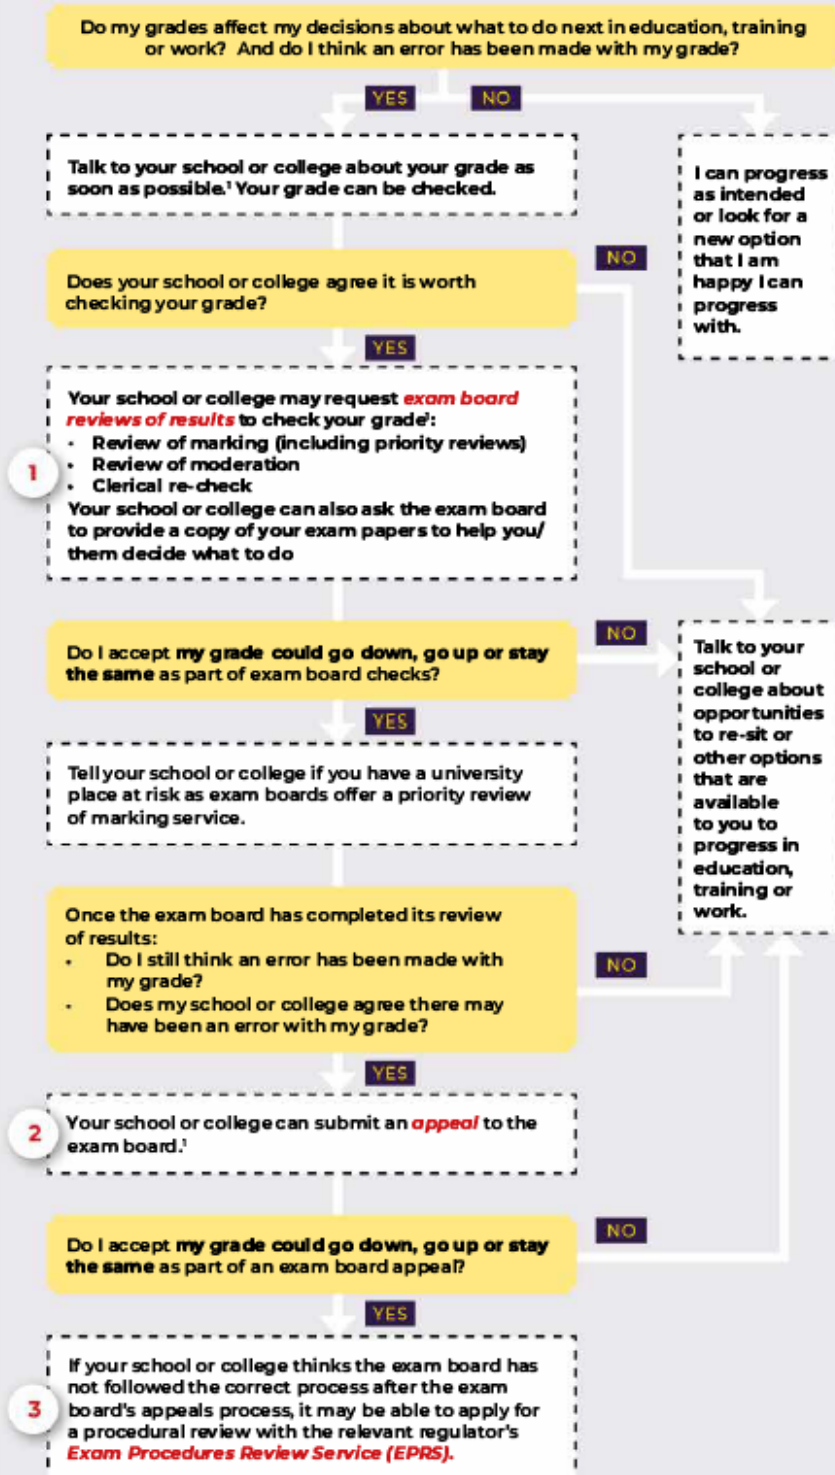 Do my grades affect my decisions about what to do next in education, training
or work? And do I think an error has been made with my grade?
YES
NO
Talk to your school or college about your grade as
soon as possible.¹ Your grade can be checked.
I can progress
as intended
or look for a
new option
that I am
happy I can
progress
with.
Does your school or college agree it is worth
checking your grade?
NO
YES
Your school or college may request exam board
reviews of results to check your grade¹:
• Review of marking (including priority reviews)
• Review of moderation
• Clerical re-check
Your school or college can also ask the exam board
to provide a copy of your exam papers to help you/
them decide what to do
1
Do I accept my grade could go down, go up or stay
the same as part of exam board checks?
NO
YES
Talk to your
school or
college about
opportunities
to re-sit or
other options
that are
available
to you to
progress in
education,
training or
work.
Tell your school or college if you have a university
place at risk as exam boards offer a priority review
of marking service.
Once the exam board has completed its review
of results:
• Do I still think an error has been made with
my grade?
• Does my school or college agree there may
have been an error with my grade?
NO
YES
2
Your school or college can submit an appeal to the
exam board.¹
Do I accept my grade could go down, go up or stay
the same as part of an exam board appeal?
NO
YES
3
If your school or college thinks the exam board has
not followed the correct process after the exam
board's appeals process, it may be able to apply for
a procedural review with the relevant regulator's
Exam Procedures Review Service (EPRS).